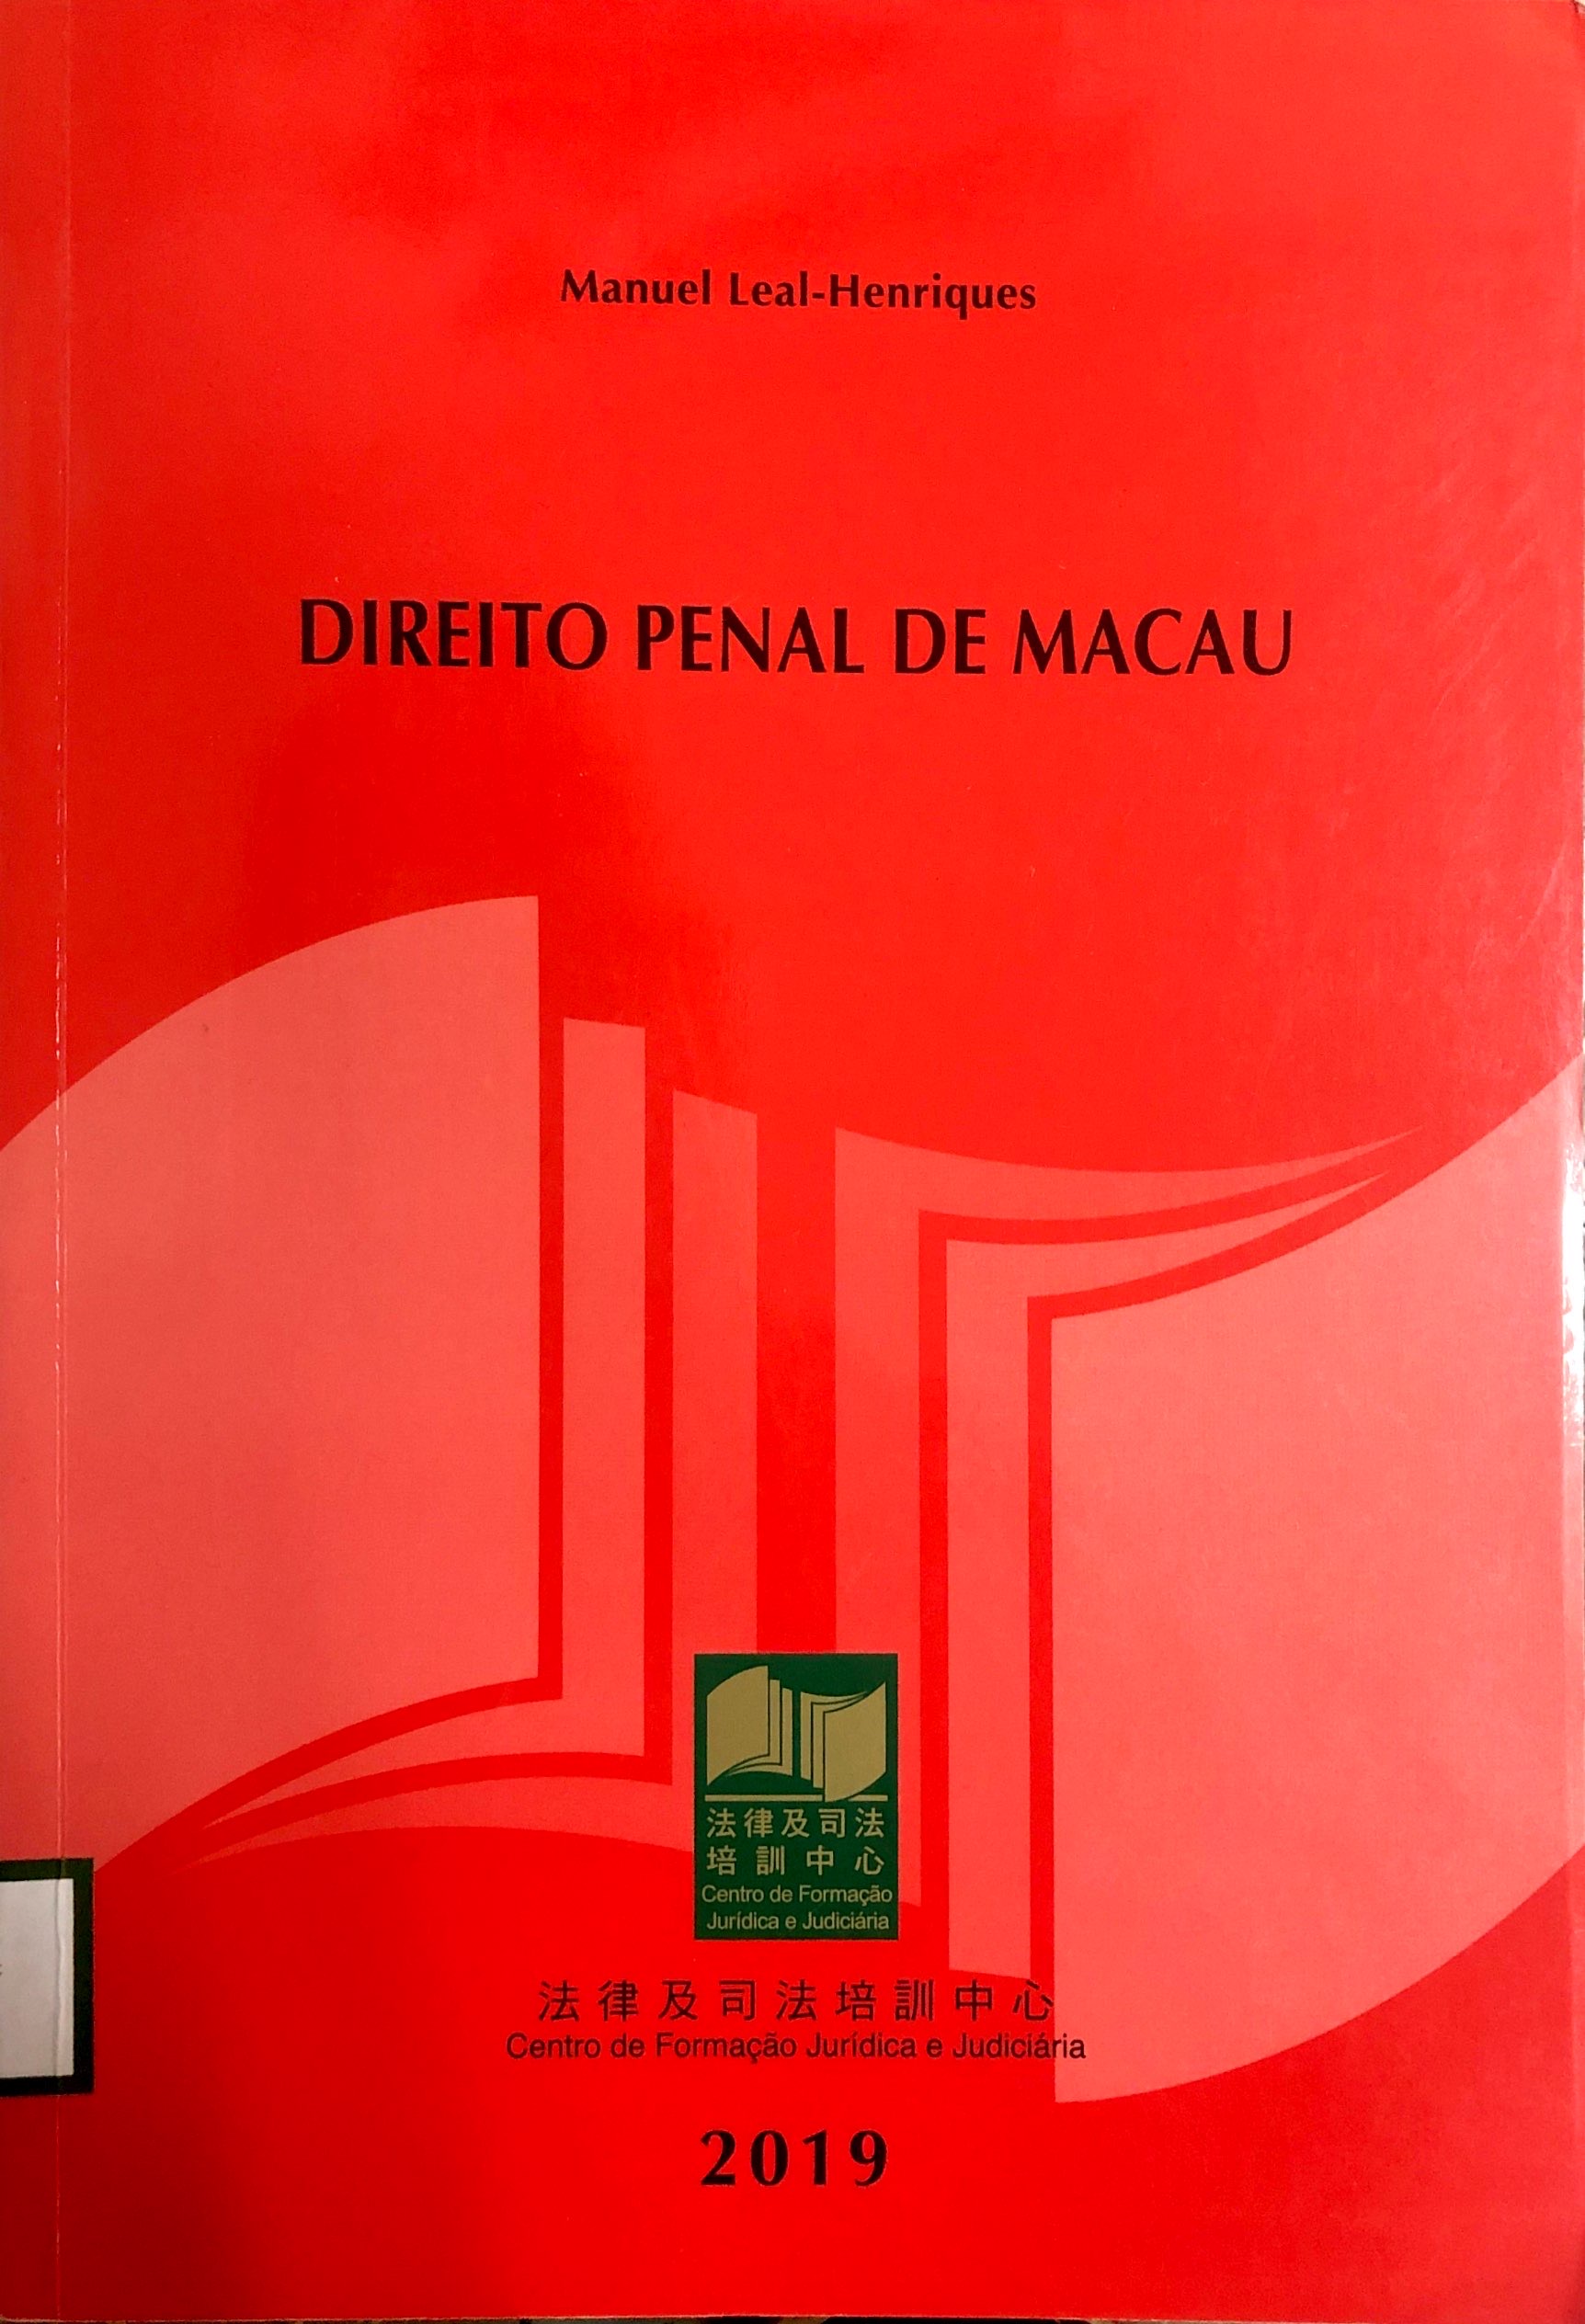 Manuel Leal-Henriques
DIREITO PENAL DE MACAU
法律及司法
培訓中心
Centro de Formação
Jurídica e Judiciária
法律及司法培訓中心
Centro de Formação Jurídica e Judiciária
2019